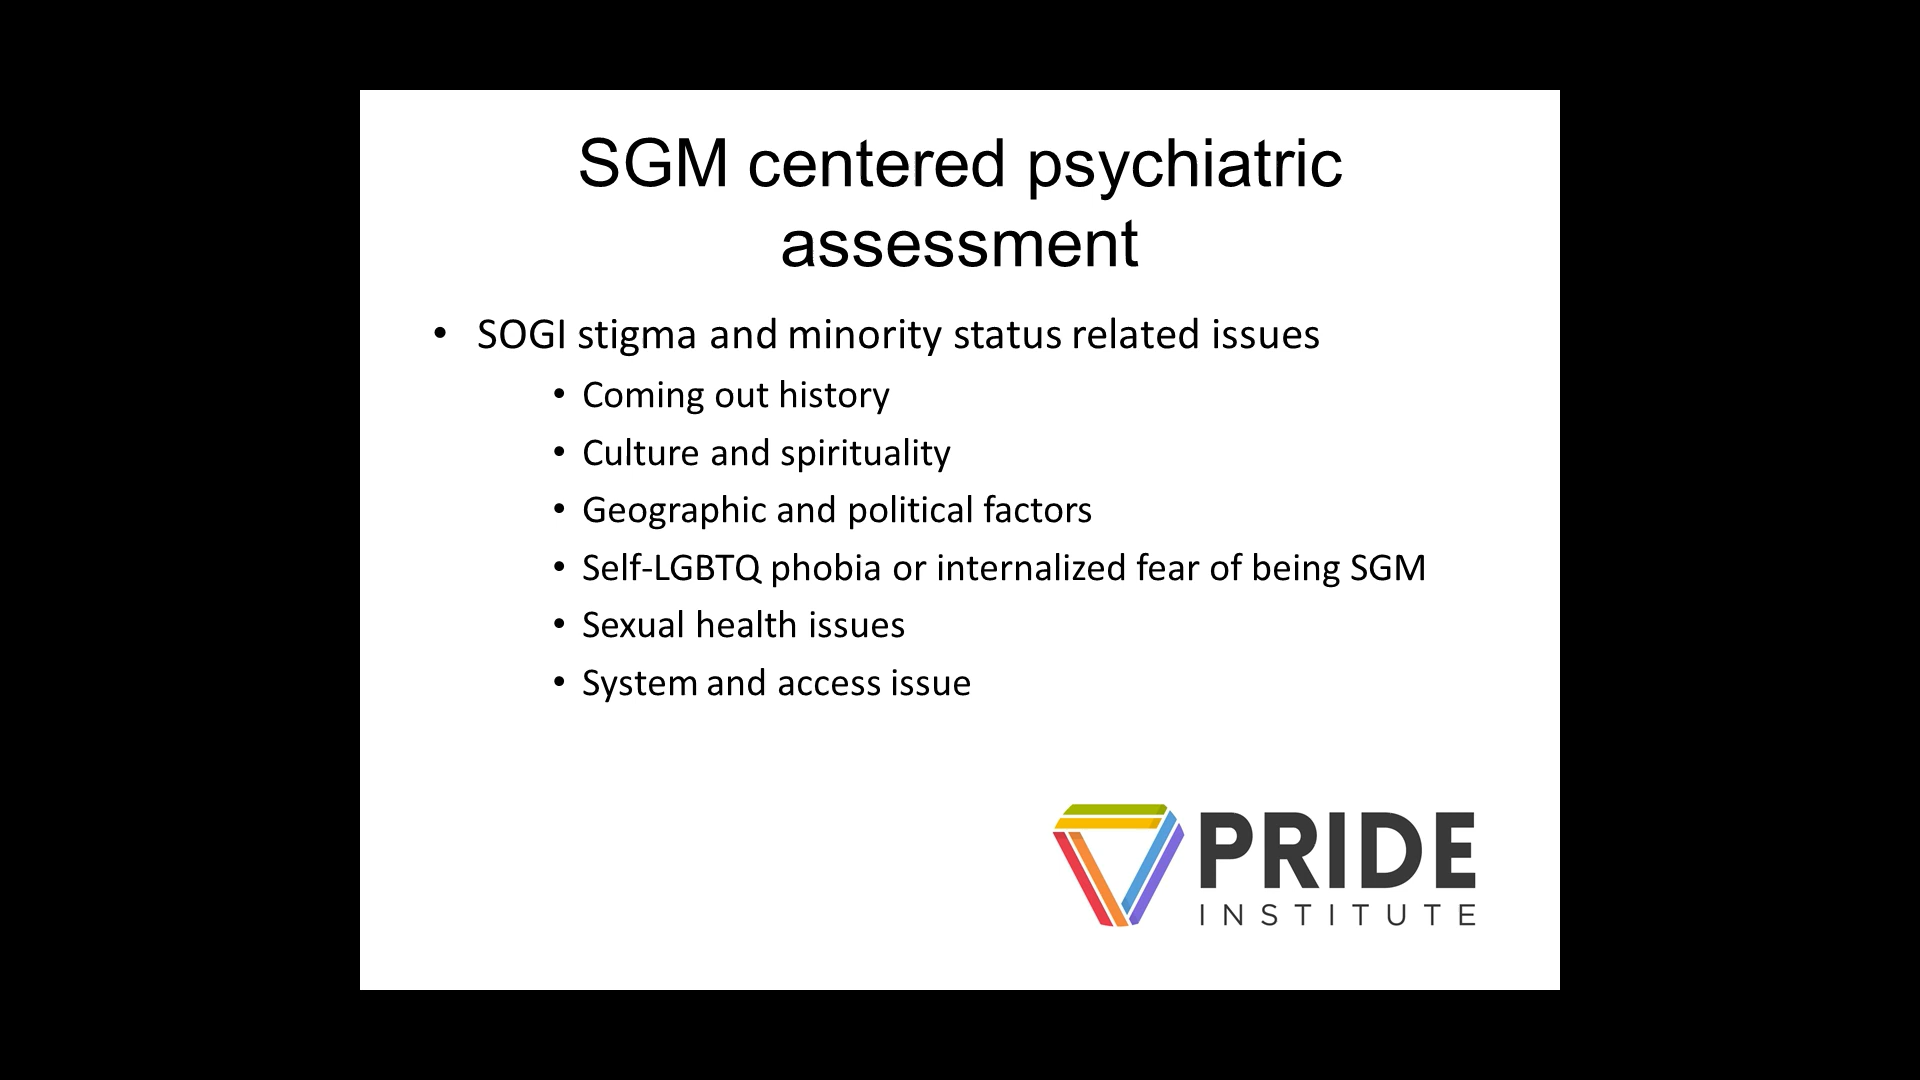 SGM centered psychiatric
assessment
• SOGI stigma and minority status related issues
• Coming out history
• Culture and spirituality
• Geographic and political factors
• Self-LGBTQ phobia or internalized fear of being SGM
• Sexual health issues
• System and access issue
PRIDE
INSTITUTE